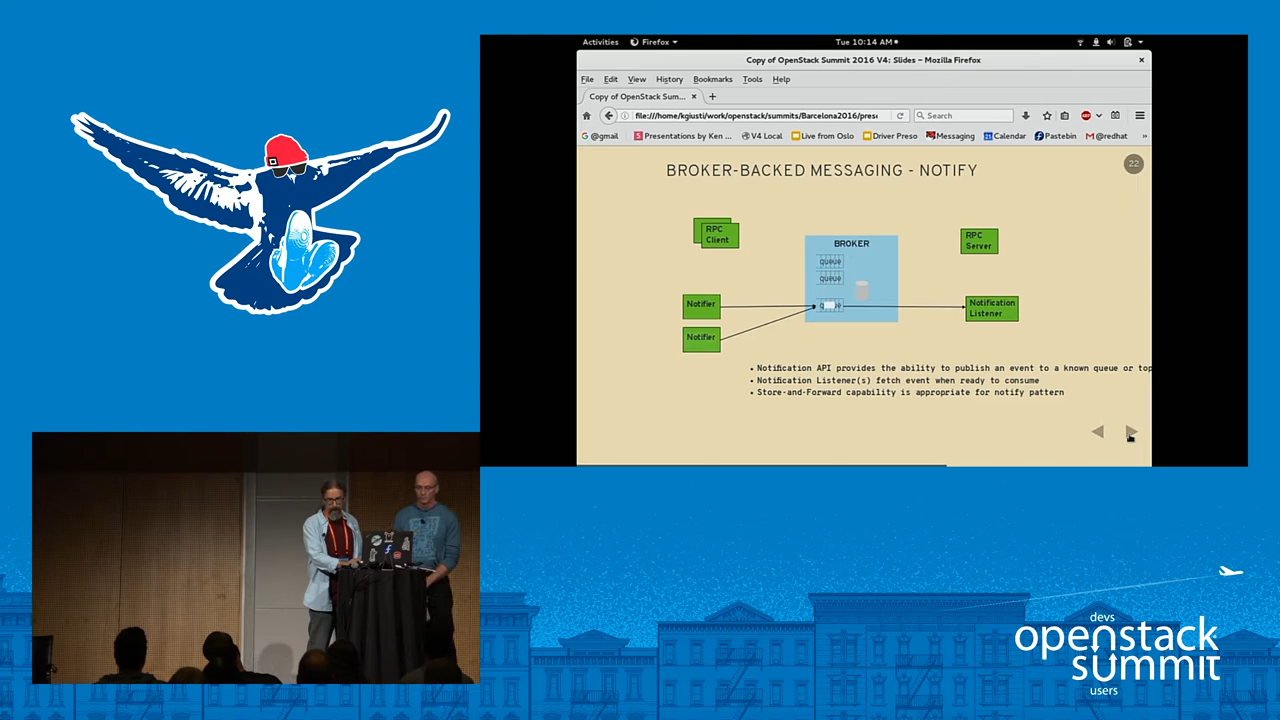 Activities Firefox Tue 10:14 AM
Copy of OpenStack Summit 2016 V4: Slides – Mozilla Firefox
File Edit View History Bookmarks Tools Help
Copy of OpenStack Sum...
file:///home/kgiusti/work/openstack/summits/Barcelona2016/prese
Search
@gmail Presentations by Ken ... V4 Local Live from Oslo Driver Preso Messaging Calendar Pastebin M@redhat
BROKER-BACKED MESSAGING - NOTIFY
22
RPC
Client
BROKER
queue
queue
queue
RPC
Server
Notifier
Notifier
Notification
Listener
• Notification API provides the ability to publish an event to a known queue or top
• Notification Listener(s) fetch event when ready to consume
• Store-and-Forward capability is appropriate for notify pattern
devs
openstack
summit
users